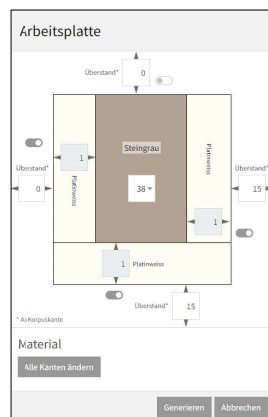 Arbeitsplatte
Überstand*
0
Steingrau
Platinweiss
1
Platinweiss
Überstand*
0
38
Überstand*
15
1
1
Platinweiss
Überstand*
15
* A: Korpuskante
Material
Alle Kanten ändern
Generieren
Abbrechen